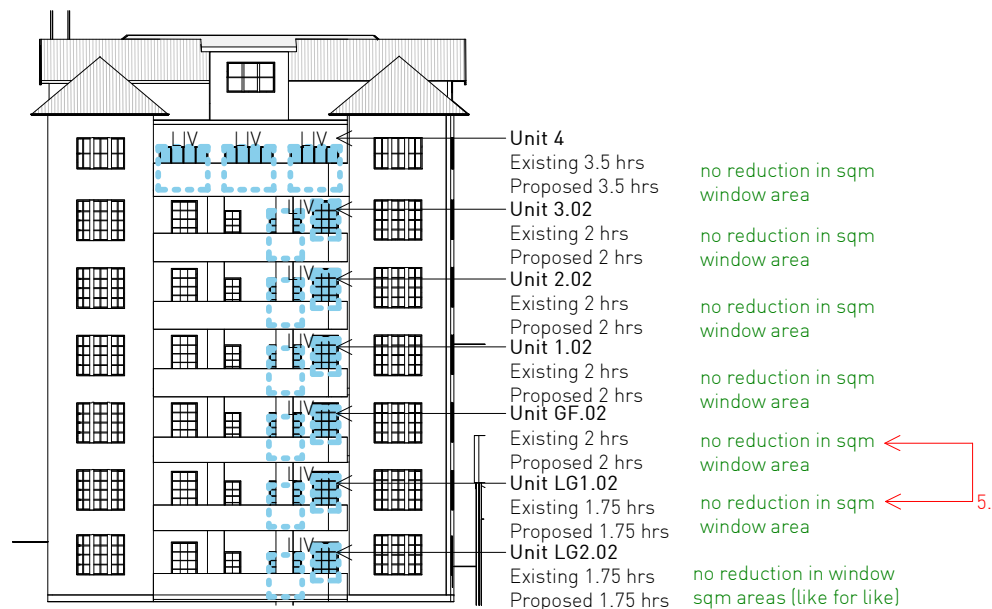 LIV LIV LIV
Unit 4
Existing 3.5 hrs
Proposed 3.5 hrs
no reduction in sqm
window area
LIV
Unit 3.02
Existing 2 hrs
Proposed 2 hrs
no reduction in sqm
window area
LIV
Unit 2.02
Existing 2 hrs
Proposed 2 hrs
no reduction in sqm
window area
LIV
Unit 1.02
Existing 2 hrs
Proposed 2 hrs
no reduction in sqm
window area
LIV
Unit GF.02
Existing 2 hrs
Proposed 2 hrs
no reduction in sqm
window area
LIV
Unit LG1.02
Existing 1.75 hrs
Proposed 1.75 hrs
no reduction in sqm
window area
5.
LIV
Unit LG2.02
Existing 1.75 hrs
Proposed 1.75 hrs
no reduction in window
sqm areas (like for like)